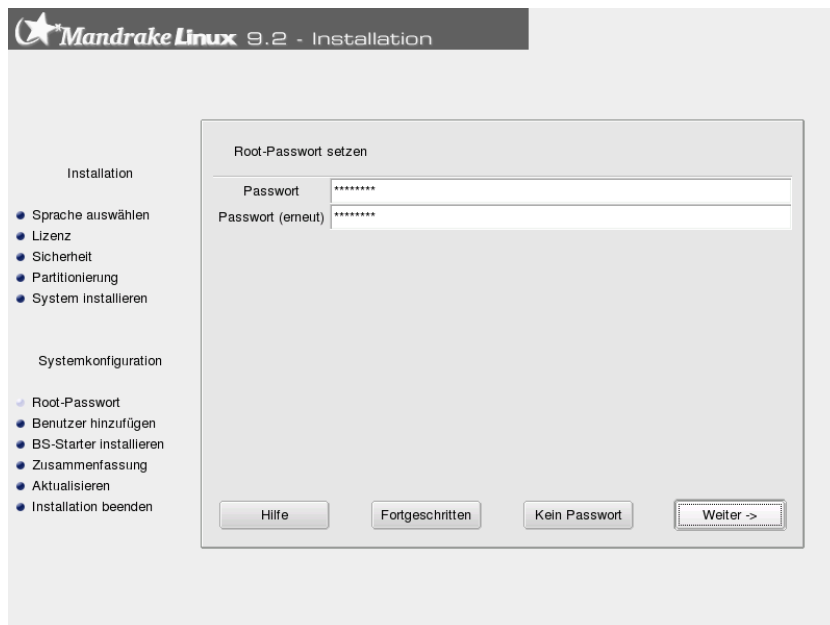 Mandrake Linux 9.2 - Installation
Installation
Sprache auswählen
Lizenz
Sicherheit
Partitionierung
System installieren
Systemkonfiguration
Root-Passwort
Benutzer hinzufügen
BS-Starter installieren
Zusammenfassung
Aktualisieren
Installation beenden
Root-Passwort setzen
Passwort ********
Passwort (erneut) ********
Hilfe Fortgeschritten Kein Passwort Weiter ->